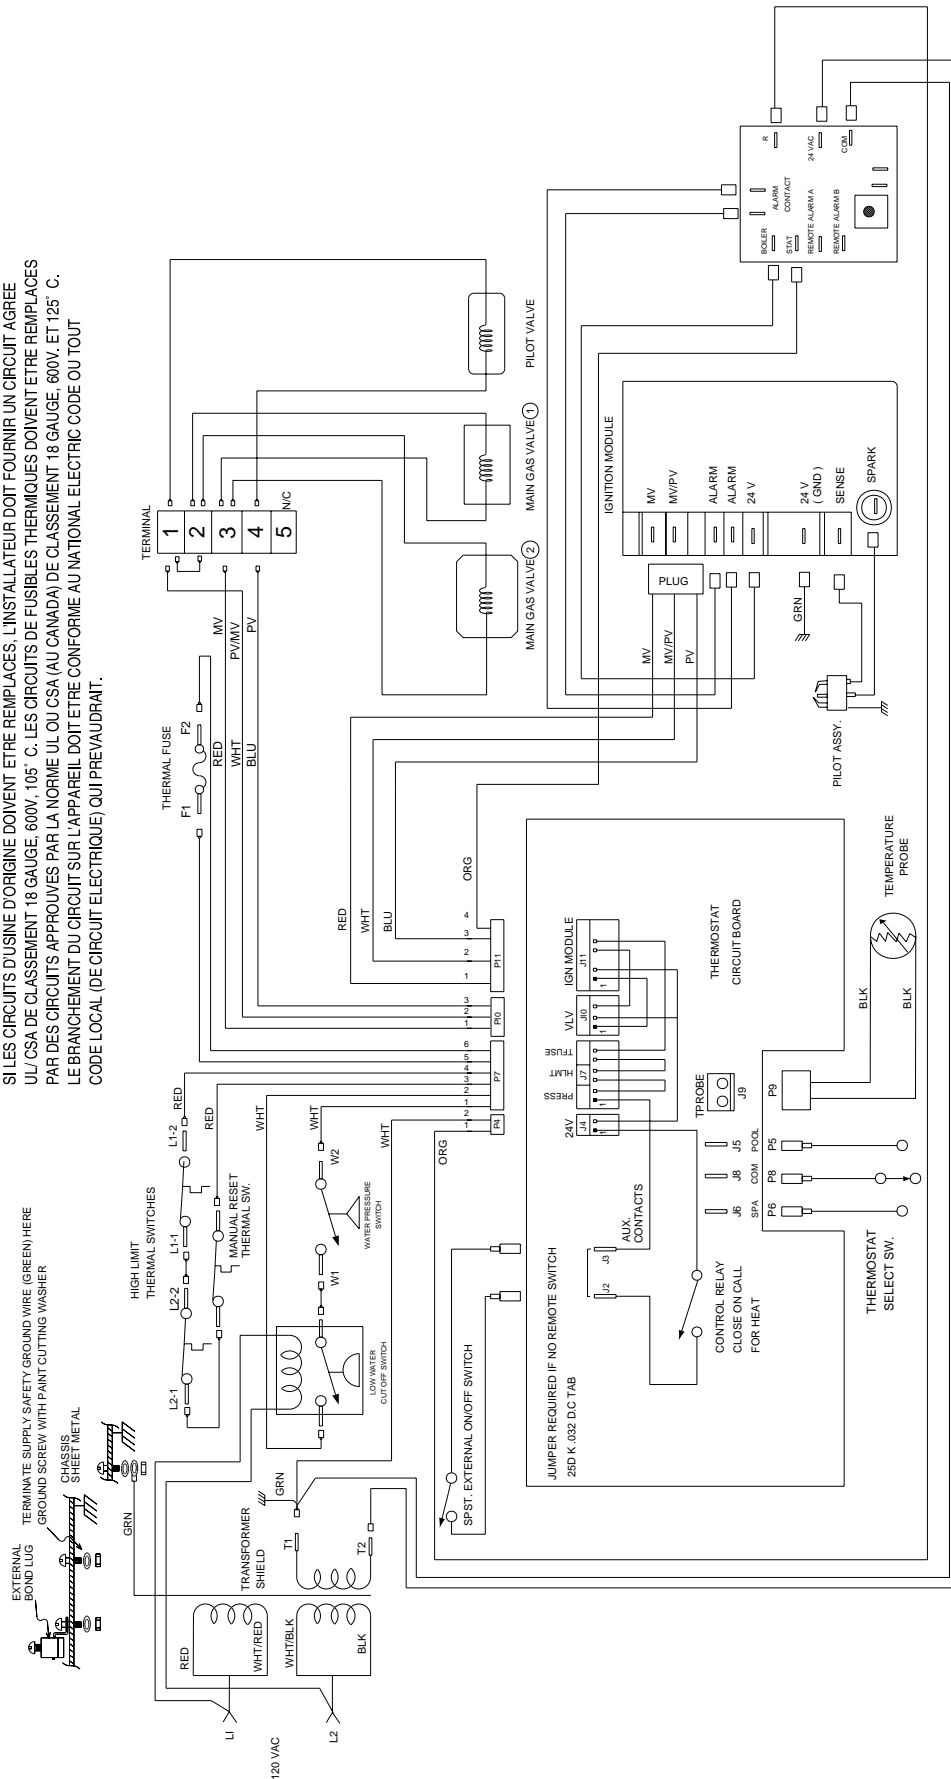 SI LES CIRCUITS D'USINE D'ORIGINE DOIVENT ETRE REMPLACES, L'INSTALLATEUR DOIT FOURNIR UN CIRCUIT AGREE
UL/ CSA DE CLASSEMENT 18 GAUGE, 600V, 105° C. LES CIRCUITS DE FUSIBLES THERMIQUES DOIVENT ETRE REMPLACES
PAR DES CIRCUITS APPROUVES PAR LA NORME UL OU CSA (AU CANADA) DE CLASSEMENT 18 GAUGE, 600V. ET 125° C.
LE BRANCHEMENT DU CIRCUIT SUR L'APPAREIL DOIT ETRE CONFORME AU NATIONAL ELECTRIC CODE OU TOUT
CODE LOCAL (DE CIRCUIT ELECTRIQUE) QUI PREVAUDRAIT.
EXTERNAL
BOND LUG
TERMINATE SUPPLY SAFETY GROUND WIRE (GREEN) HERE
GROUND SCREW WITH PAINT CUTTING WASHER
CHASSIS
SHEET METAL
GRN
120 VAC
L1
L2
RED
WHT/RED
WHT/BLK
BLK
TRANSFORMER
SHIELD
T1
T2
GRN
HIGH LIMIT
THERMAL SWITCHES
L2-1
L2-2
L1-1
L1-2
RED
MANUAL RESET
THERMAL SW.
RED
LOW WATER
CUT OFF SWITCH
W1
W2
WATER PRESSURE
SWITCH
WHT
WHT
WHT
ORG
THERMAL FUSE
F1
F2
RED
WHT
BLU
MV
PV/MV
PV
TERMINAL
1
2
3
4
5
N/C
PILOT VALVE
MAIN GAS VALVE 1
MAIN GAS VALVE 2
P4
1
2
P7
1
2
3
4
5
6
P10
1
2
3
P11
1
2
3
4
RED
WHT
BLU
ORG
SPST. EXTERNAL ON/OFF SWITCH
JUMPER REQUIRED IF NO REMOTE SWITCH
25D K .032 D.C TAB
J2
J3
AUX.
CONTACTS
CONTROL RELAY
CLOSE ON CALL
FOR HEAT
24V
J4
1
PRESS
HLMT
TFUSE
J7
1
VLV
J10
1
IGN MODULE
J11
1
THERMOSTAT
CIRCUIT BOARD
TPROBE
J9
J6
SPA
J8
COM
J5
POOL
P6
P8
P5
P9
THERMOSTAT
SELECT SW.
BLK
BLK
TEMPERATURE
PROBE
IGNITION MODULE
PLUG
MV
MV/PV
PV
MV
MV/PV
ALARM
ALARM
24 V
24 V
( GND )
SENSE
SPARK
GRN
PILOT ASSY.
BOILER
STAT
REMOTE ALARM A
REMOTE ALARM B
ALARM
CONTACT
R
24 VAC
COM